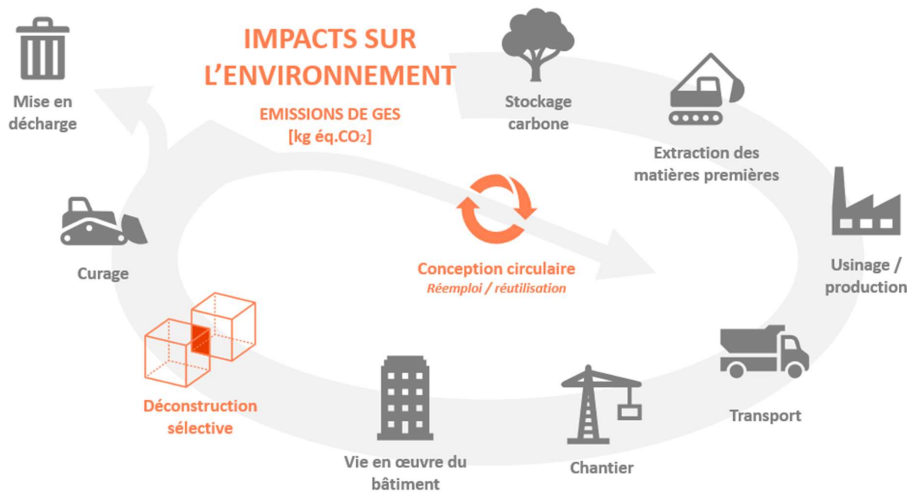 IMPACTS SUR
L'ENVIRONNEMENT
EMISSIONS DE GES
[kg éq.CO₂]
Stockage
carbone
Extraction des
matières premières
Usinage /
production
Transport
Chantier
Vie en œuvre du
bâtiment
Déconstruction
sélective
Curage
Mise en
décharge
Conception circulaire
Réemploi / réutilisation